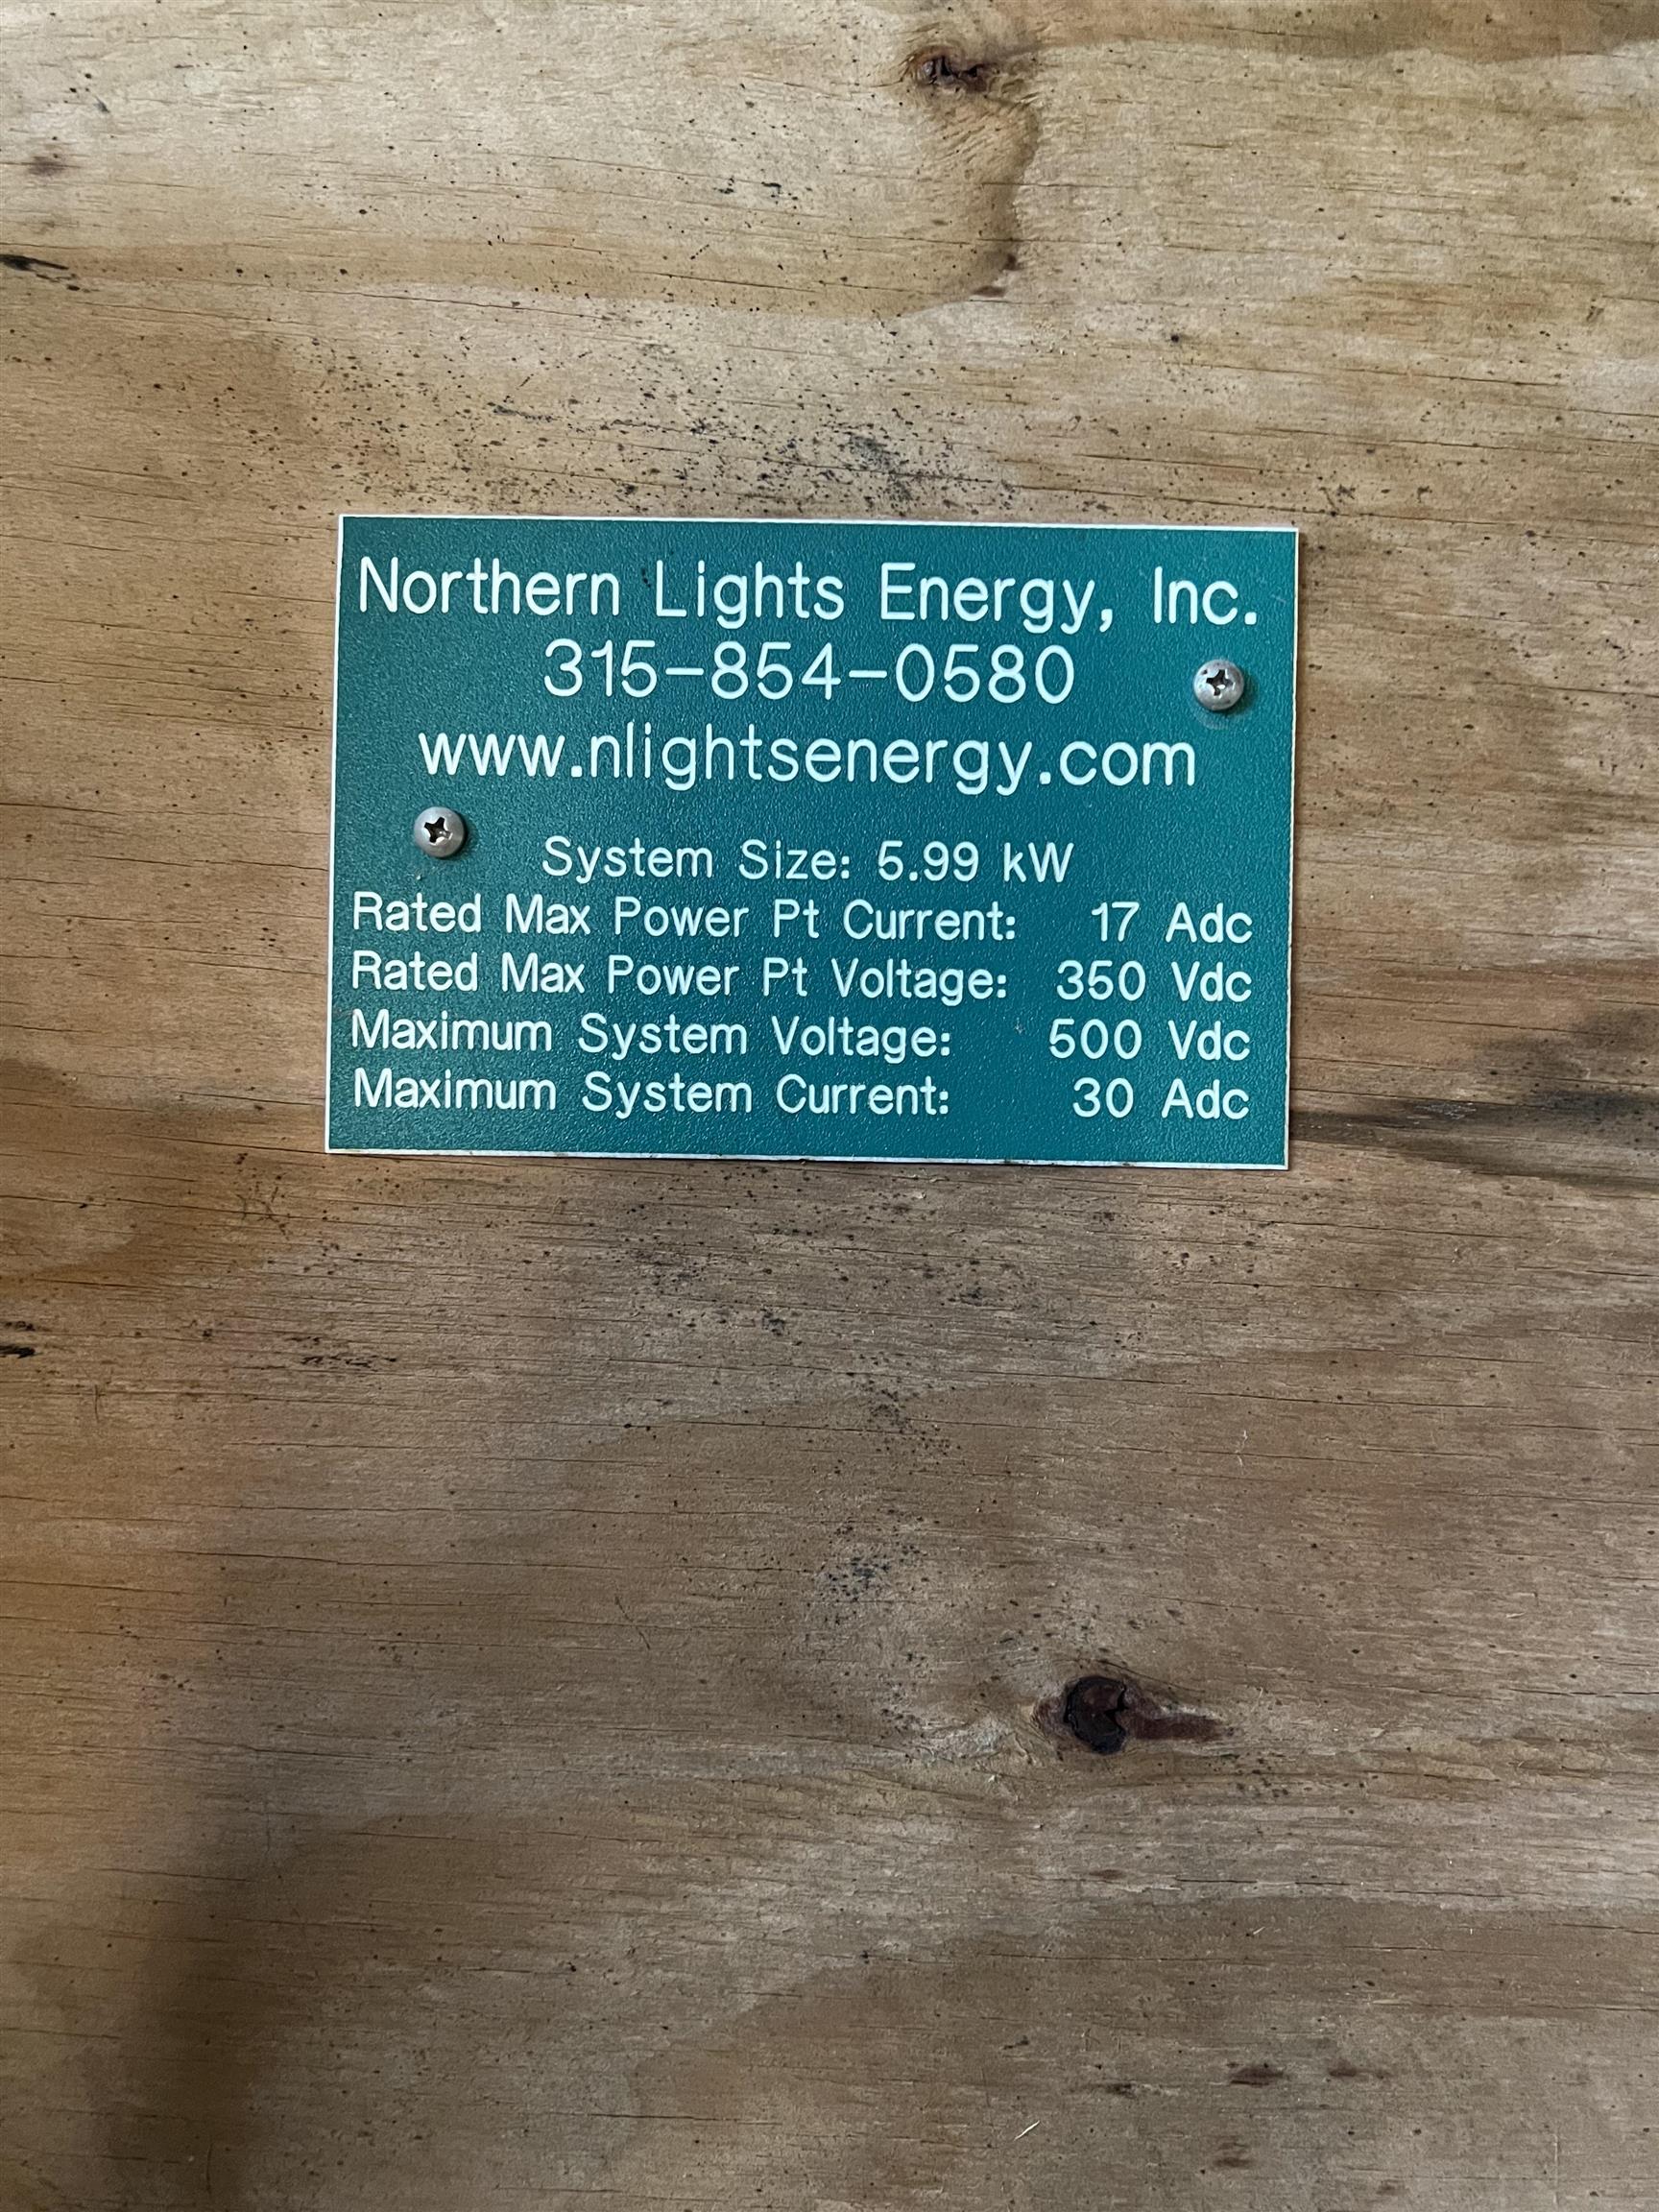 Northern Lights Energy, Inc.
315-854-0580
www.nlightsenergy.com
System Size: 5.99 kW
Rated Max Power Pt Current: 17 Adc
Rated Max Power Pt Voltage: 350 Vdc
Maximum System Voltage: 500 Vdc
Maximum System Current: 30 Adc